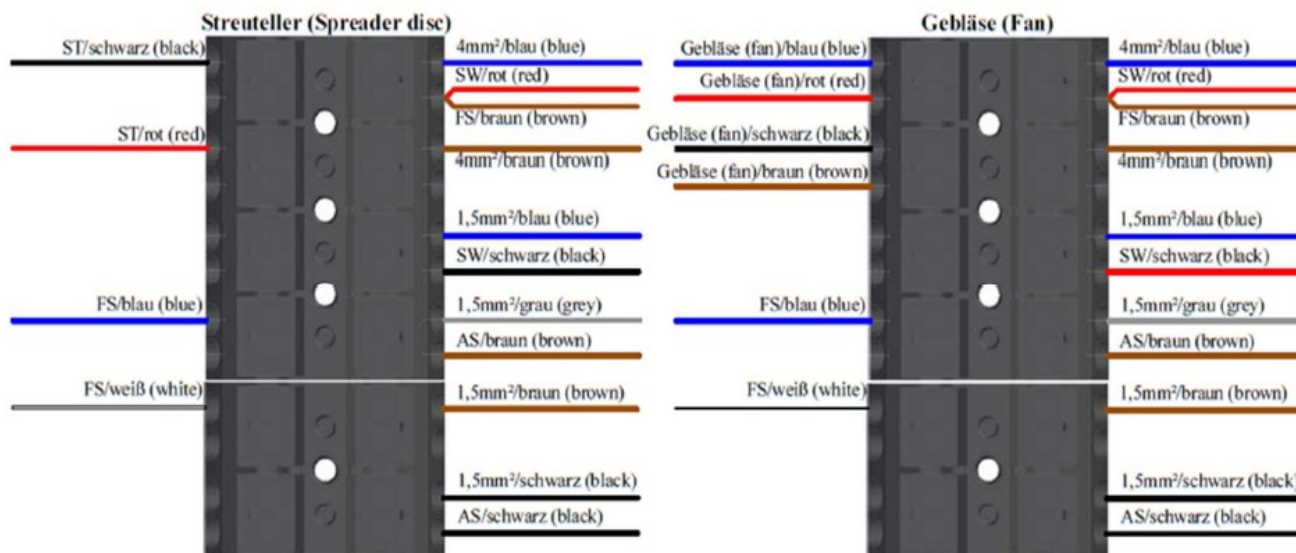 Streuteller (Spreader disc)
ST/schwarz (black)
ST/rot (red)
FS/blau (blue)
FS/weiß (white)
4mm²/blau (blue)
SW/rot (red)
FS/braun (brown)
4mm²/braun (brown)
1,5mm²/blau (blue)
SW/schwarz (black)
1,5mm²/grau (grey)
AS/braun (brown)
1,5mm²/braun (brown)
1,5mm²/schwarz (black)
AS/schwarz (black)
Gebläse (Fan)
Gebläse (fan)/blau (blue)
Gebläse (fan)/rot (red)
Gebläse (fan)/schwarz (black)
Gebläse (fan)/braun (brown)
FS/blau (blue)
FS/weiß (white)
4mm²/blau (blue)
SW/rot (red)
FS/braun (brown)
4mm²/braun (brown)
1,5mm²/blau (blue)
SW/schwarz (black)
1,5mm²/grau (grey)
AS/braun (brown)
1,5mm²/braun (brown)
1,5mm²/schwarz (black)
AS/schwarz (black)